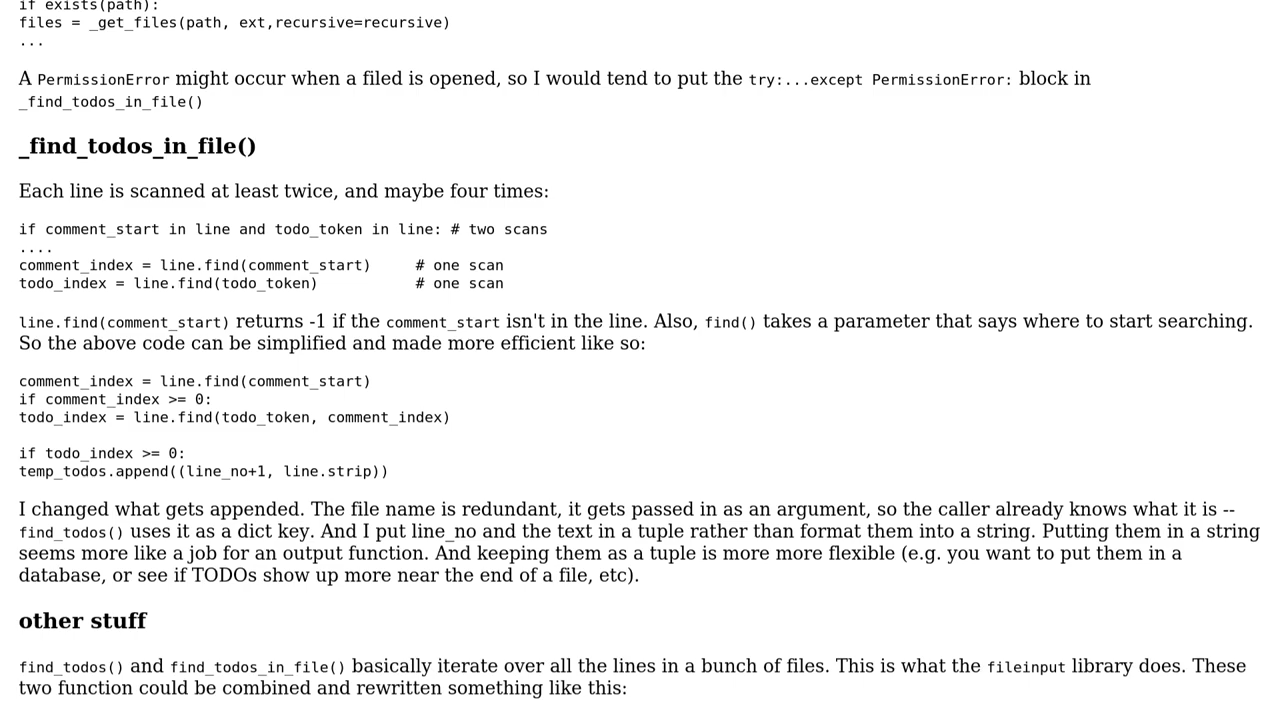 if exists(path):
files = _get_files(path, ext,recursive=recursive)
...
A PermissionError might occur when a filed is opened, so I would tend to put the try:...except PermissionError: block in
_find_todos_in_file()
_find_todos_in_file()
Each line is scanned at least twice, and maybe four times:
if comment_start in line and todo_token in line: # two scans
....
comment_index = line.find(comment_start)     # one scan
todo_index = line.find(todo_token)           # one scan
line.find(comment_start) returns -1 if the comment_start isn't in the line. Also, find() takes a parameter that says where to start searching.
So the above code can be simplified and made more efficient like so:
comment_index = line.find(comment_start)
if comment_index >= 0:
todo_index = line.find(todo_token, comment_index)
if todo_index >= 0:
temp_todos.append((line_no+1, line.strip))
I changed what gets appended. The file name is redundant, it gets passed in as an argument, so the caller already knows what it is --
find_todos() uses it as a dict key. And I put line_no and the text in a tuple rather than format them into a string. Putting them in a string
seems more like a job for an output function. And keeping them as a tuple is more more flexible (e.g. you want to put them in a
database, or see if TODOs show up more near the end of a file, etc).
other stuff
find_todos() and find_todos_in_file() basically iterate over all the lines in a bunch of files. This is what the fileinput library does. These
two function could be combined and rewritten something like this: